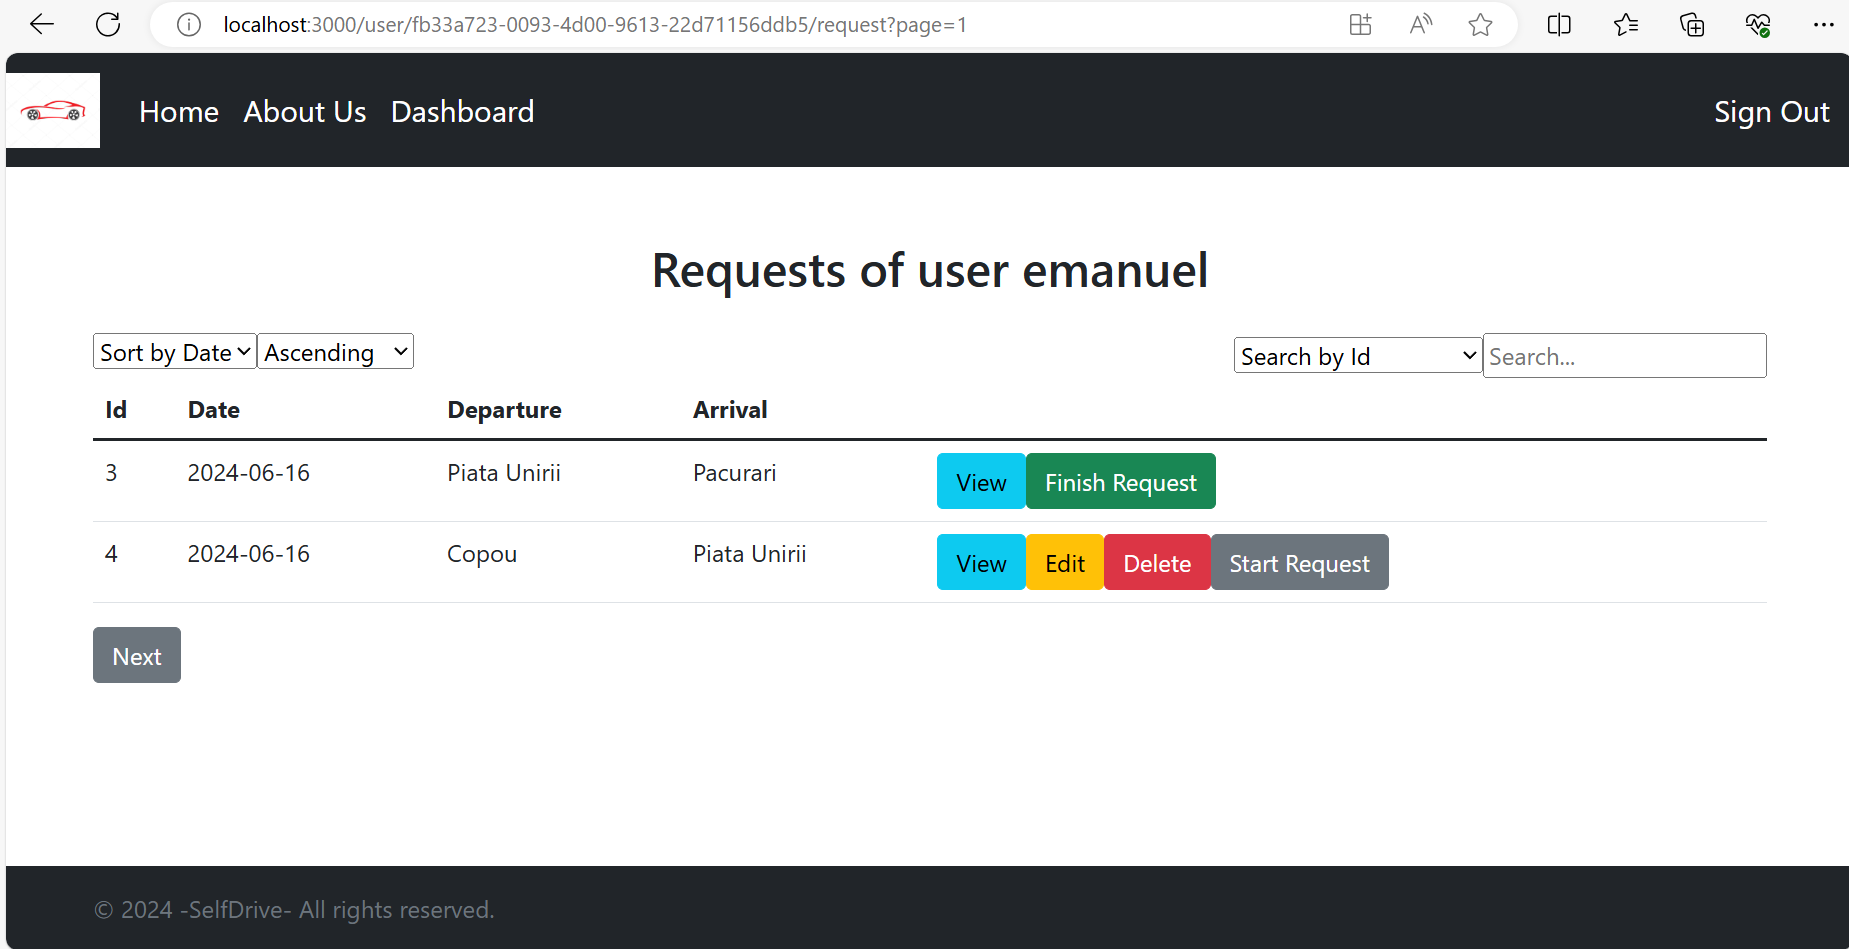 localhost:3000/user/fb33a723-0093-4d00-9613-22d71156ddb5/request?page=1
Home About Us Dashboard Sign Out
Requests of user emanuel
Sort by Date Ascending Search by Id Search...
Id Date Departure Arrival
3 2024-06-16 Piata Unirii Pacurari View Finish Request
4 2024-06-16 Copou Piata Unirii View Edit Delete Start Request
Next
© 2024 -SelfDrive- All rights reserved.